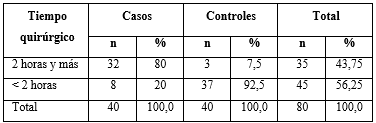 Tiempo quirúrgico Casos Controles Total
n % n % n %
2 horas y más 32 80 3 7,5 35 43,75
< 2 horas 8 20 37 92,5 45 56,25
Total 40 100,0 40 100,0 80 100,0